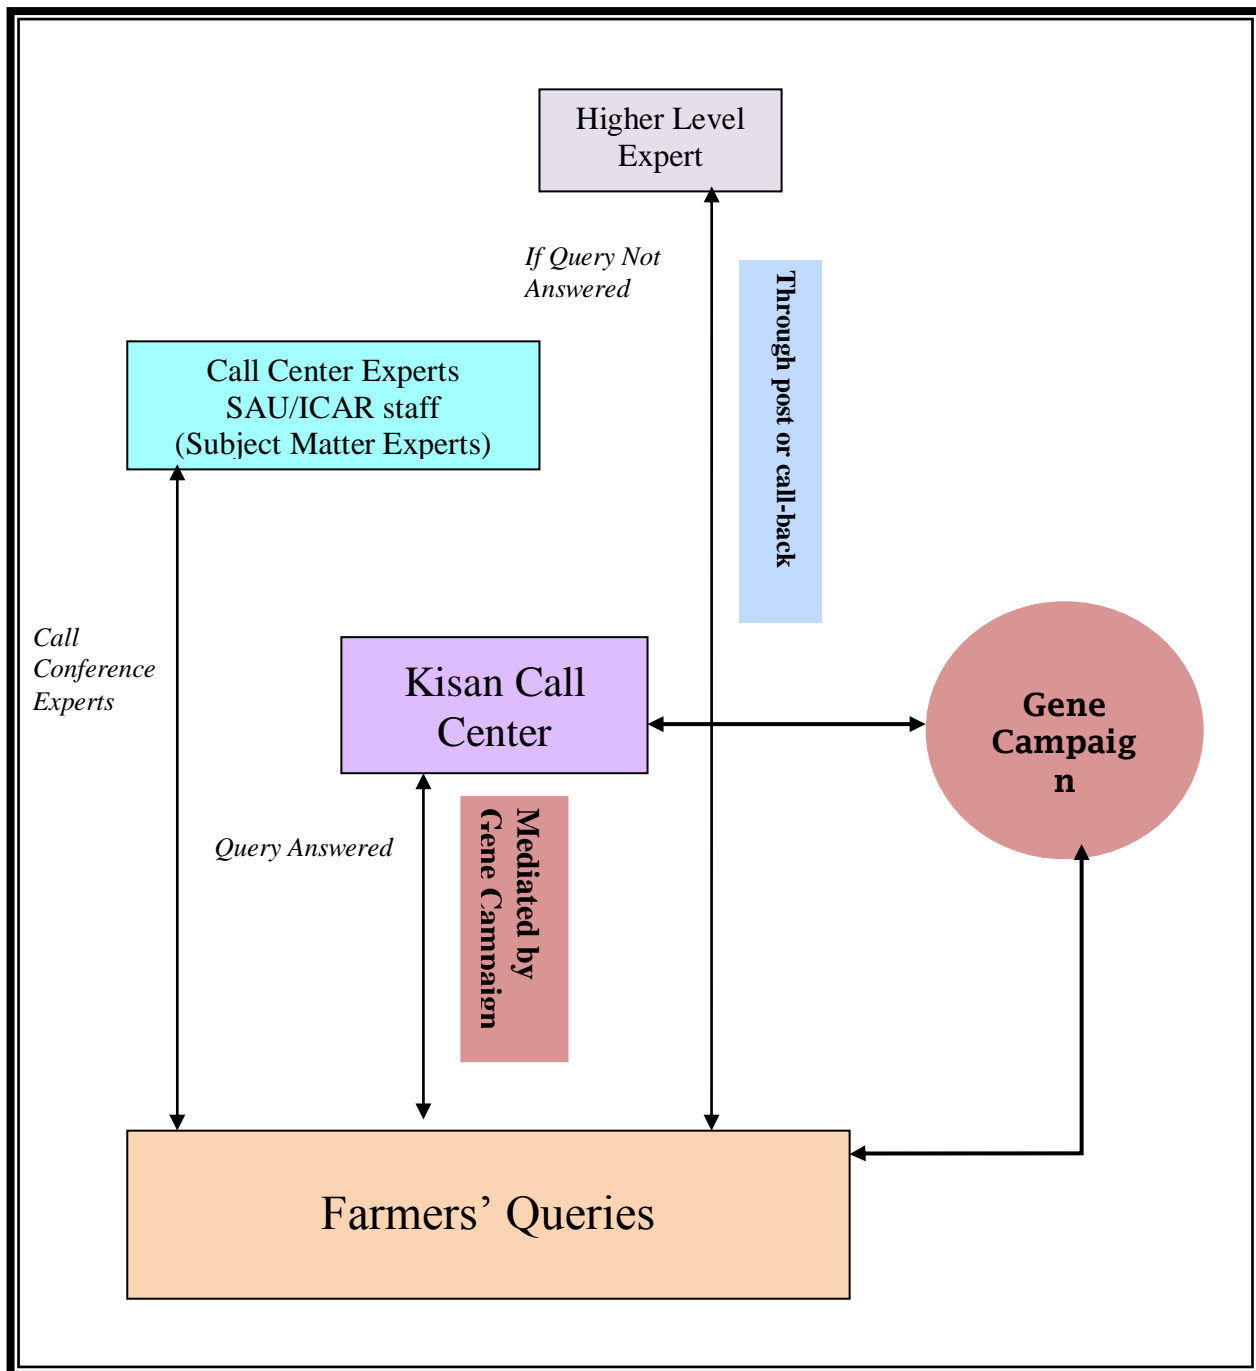 Higher Level
Expert
If Query Not
Answered
Through post or call-back
Call Center Experts
SAU/ICAR staff
(Subject Matter Experts)
Call
Conference
Experts
Kisan Call
Center
Gene
Campaig
n
Query Answered
Mediated by
Gene Campaign
Farmers’ Queries